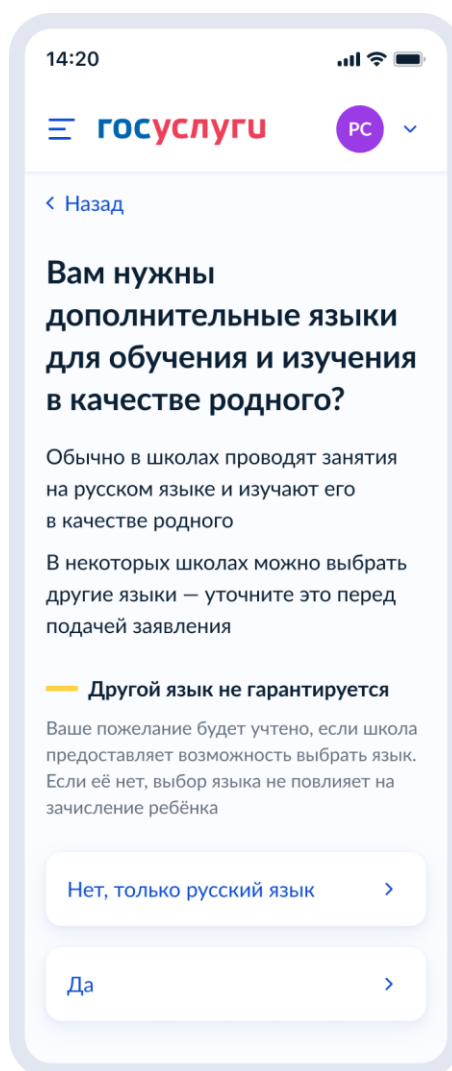 14:20
госуслуги
РС
Назад
Вам нужны
дополнительные языки
для обучения и изучения
в качестве родного?
Обычно в школах проводят занятия
на русском языке и изучают его
в качестве родного
В некоторых школах можно выбрать
другие языки — уточните это перед
подачей заявления
Другой язык не гарантируется
Ваше пожелание будет учтено, если школа
предоставляет возможность выбрать язык.
Если её нет, выбор языка не повлияет на
зачисление ребёнка
Нет, только русский язык
Да